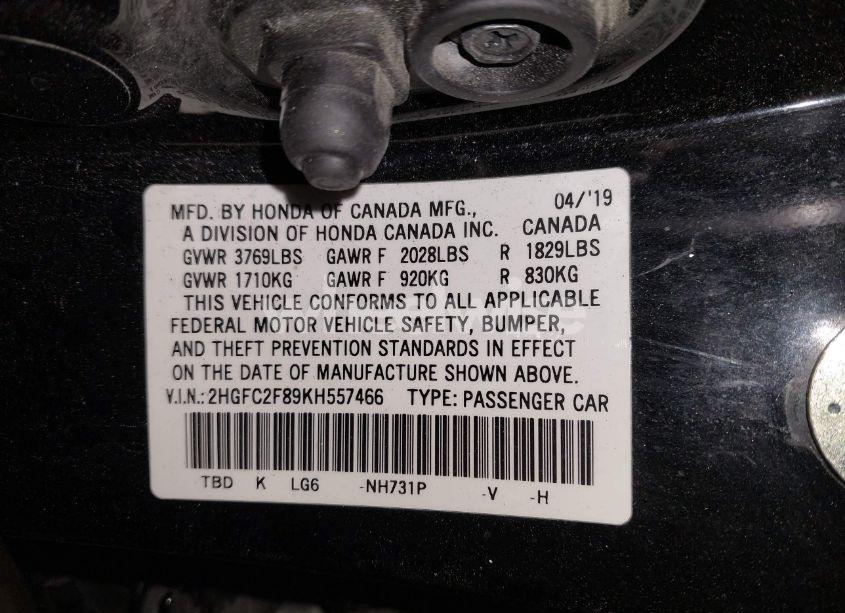 MFD. BY HONDA OF CANADA MFG., 04/'19
A DIVISION OF HONDA CANADA INC. CANADA
GVWR 3769LBS GAWR F 2028LBS R 1829LBS
GVWR 1710KG GAWR F 920KG R 830KG
THIS VEHICLE CONFORMS TO ALL APPLICABLE
FEDERAL MOTOR VEHICLE SAFETY, BUMPER,
AND THEFT PREVENTION STANDARDS IN EFFECT
ON THE DATE OF MANUFACTURE SHOWN ABOVE.
V.I.N.: 2HGFC2F89KH557466 TYPE: PASSENGER CAR
TBD K LG6 -NH731P -V -H